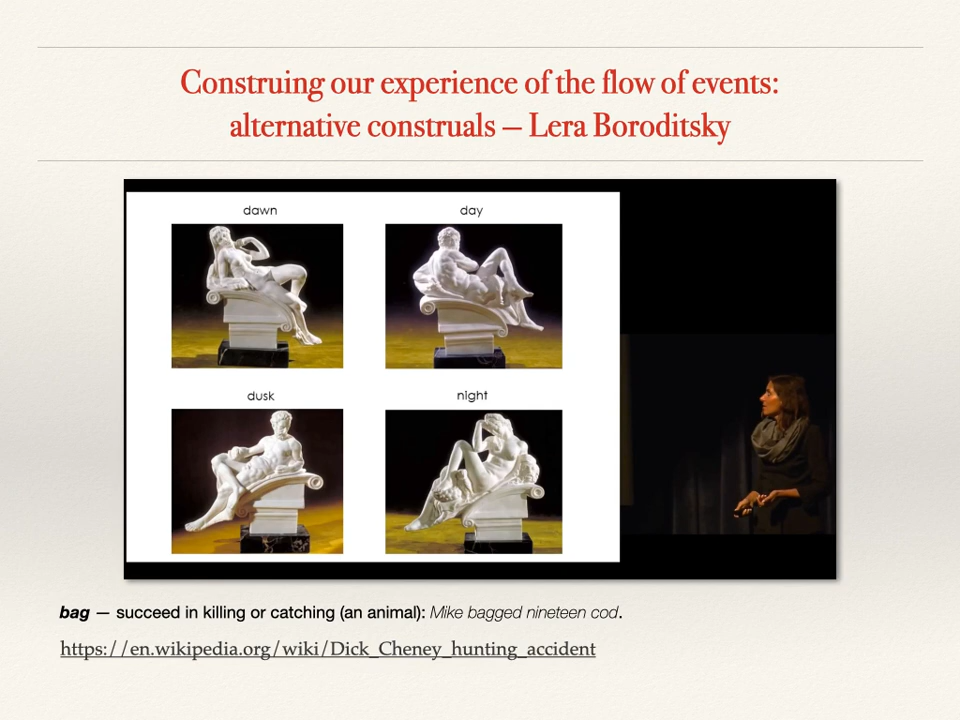 Construing our experience of the flow of events:
alternative construals — Lera Boroditsky
dawn
day
dusk
night
bag — succeed in killing or catching (an animal): Mike bagged nineteen cod.
https://en.wikipedia.org/wiki/Dick_Cheney_hunting_accident